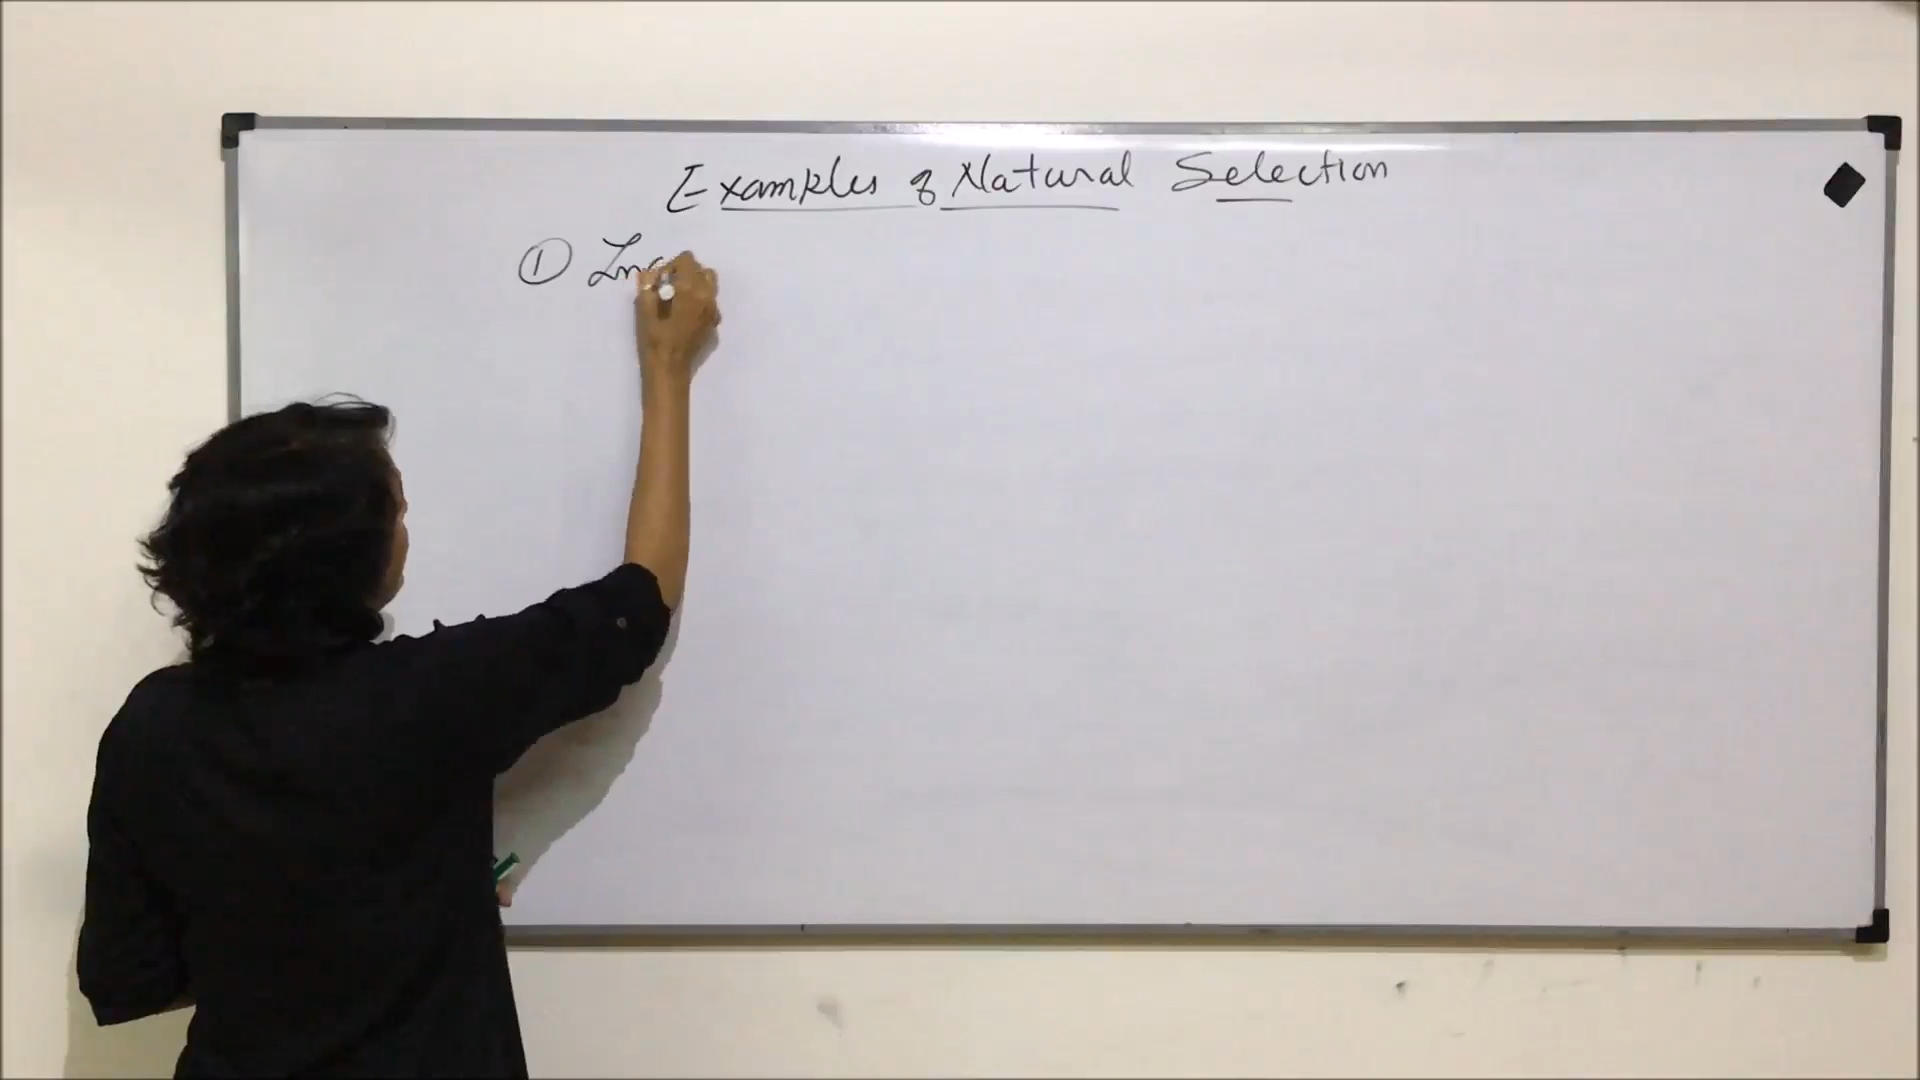 Examples of Natural Selection
① In